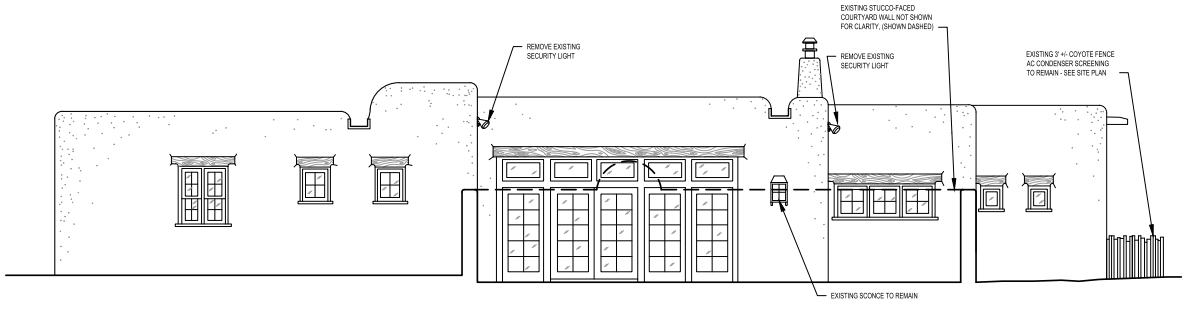 EXISTING STUCCO-FACED
COURTYARD WALL NOT SHOWN
FOR CLARITY, (SHOWN DASHED)
REMOVE EXISTING
SECURITY LIGHT
REMOVE EXISTING
SECURITY LIGHT
EXISTING 3' +/- COYOTE FENCE
AC CONDENSER SCREENING
TO REMAIN - SEE SITE PLAN
EXISTING SCONCE TO REMAIN